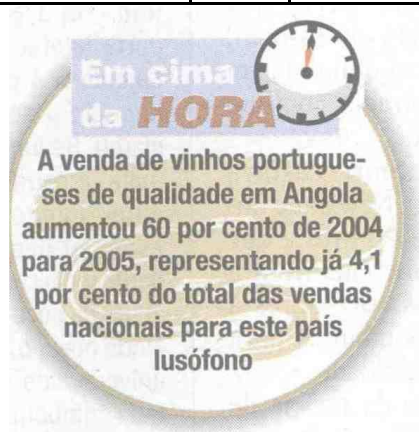 Em cima
da HORA
A venda de vinhos portugue-
ses de qualidade em Angola
aumentou 60 por cento de 2004
para 2005, representando já 4,1
por cento do total das vendas
nacionais para este país
lusófono